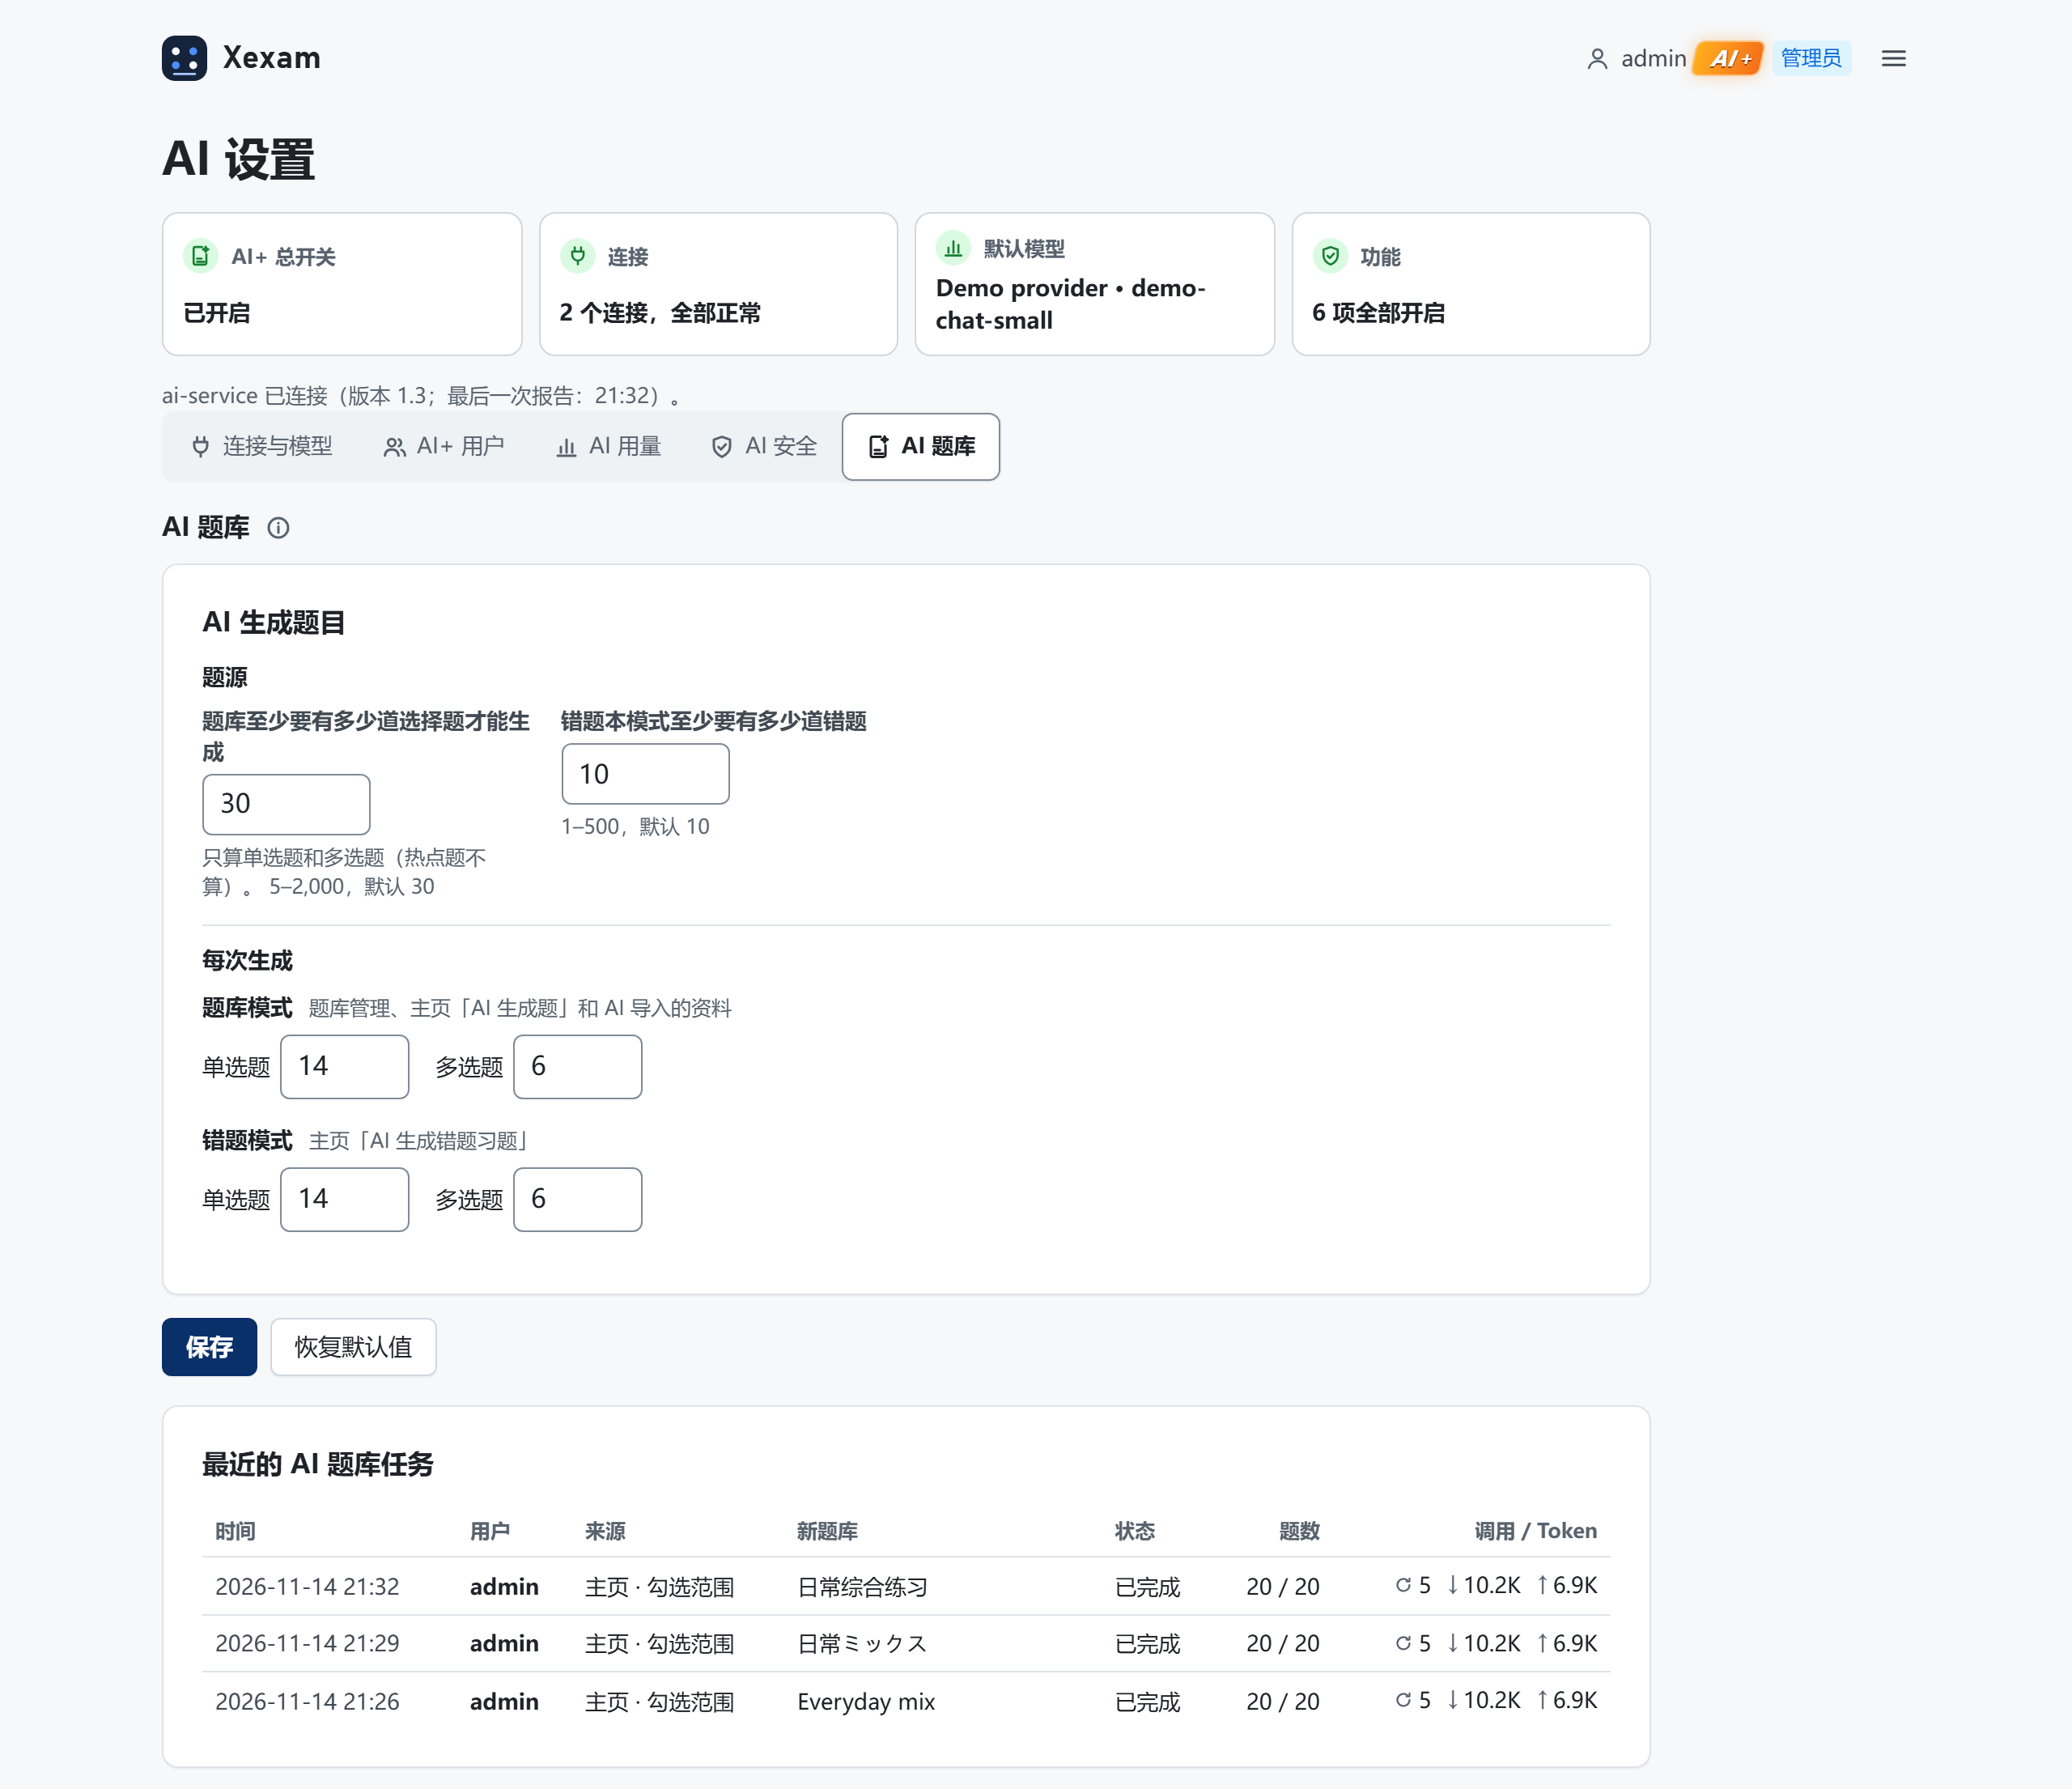 Xexam
admin AI+ 管理员
AI 设置
AI+ 总开关
已开启
连接
2 个连接，全部正常
默认模型
Demo provider • demo-
chat-small
功能
6 项全部开启
ai-service 已连接（版本 1.3；最后一次报告：21:32）。
连接与模型 AI+ 用户 AI 用量 AI 安全 AI 题库
AI 题库
AI 生成题目
题源
题库至少要有多少道选择题才能生
成
30
只算单选题和多选题（热点题不
算）。 5–2,000，默认 30
错题本模式至少要有多少道错题
10
1–500，默认 10
每次生成
题库模式 题库管理、主页「AI 生成题」和 AI 导入的资料
单选题 14 多选题 6
错题模式 主页「AI 生成错题习题」
单选题 14 多选题 6
保存 恢复默认值
最近的 AI 题库任务
时间 用户 来源 新题库 状态 题数 调用 / Token
2026-11-14 21:32 admin 主页 · 勾选范围 日常综合练习 已完成 20 / 20 5 ↓10.2K ↑6.9K
2026-11-14 21:29 admin 主页 · 勾选范围 日常ミックス 已完成 20 / 20 5 ↓10.2K ↑6.9K
2026-11-14 21:26 admin 主页 · 勾选范围 Everyday mix 已完成 20 / 20 5 ↓10.2K ↑6.9K